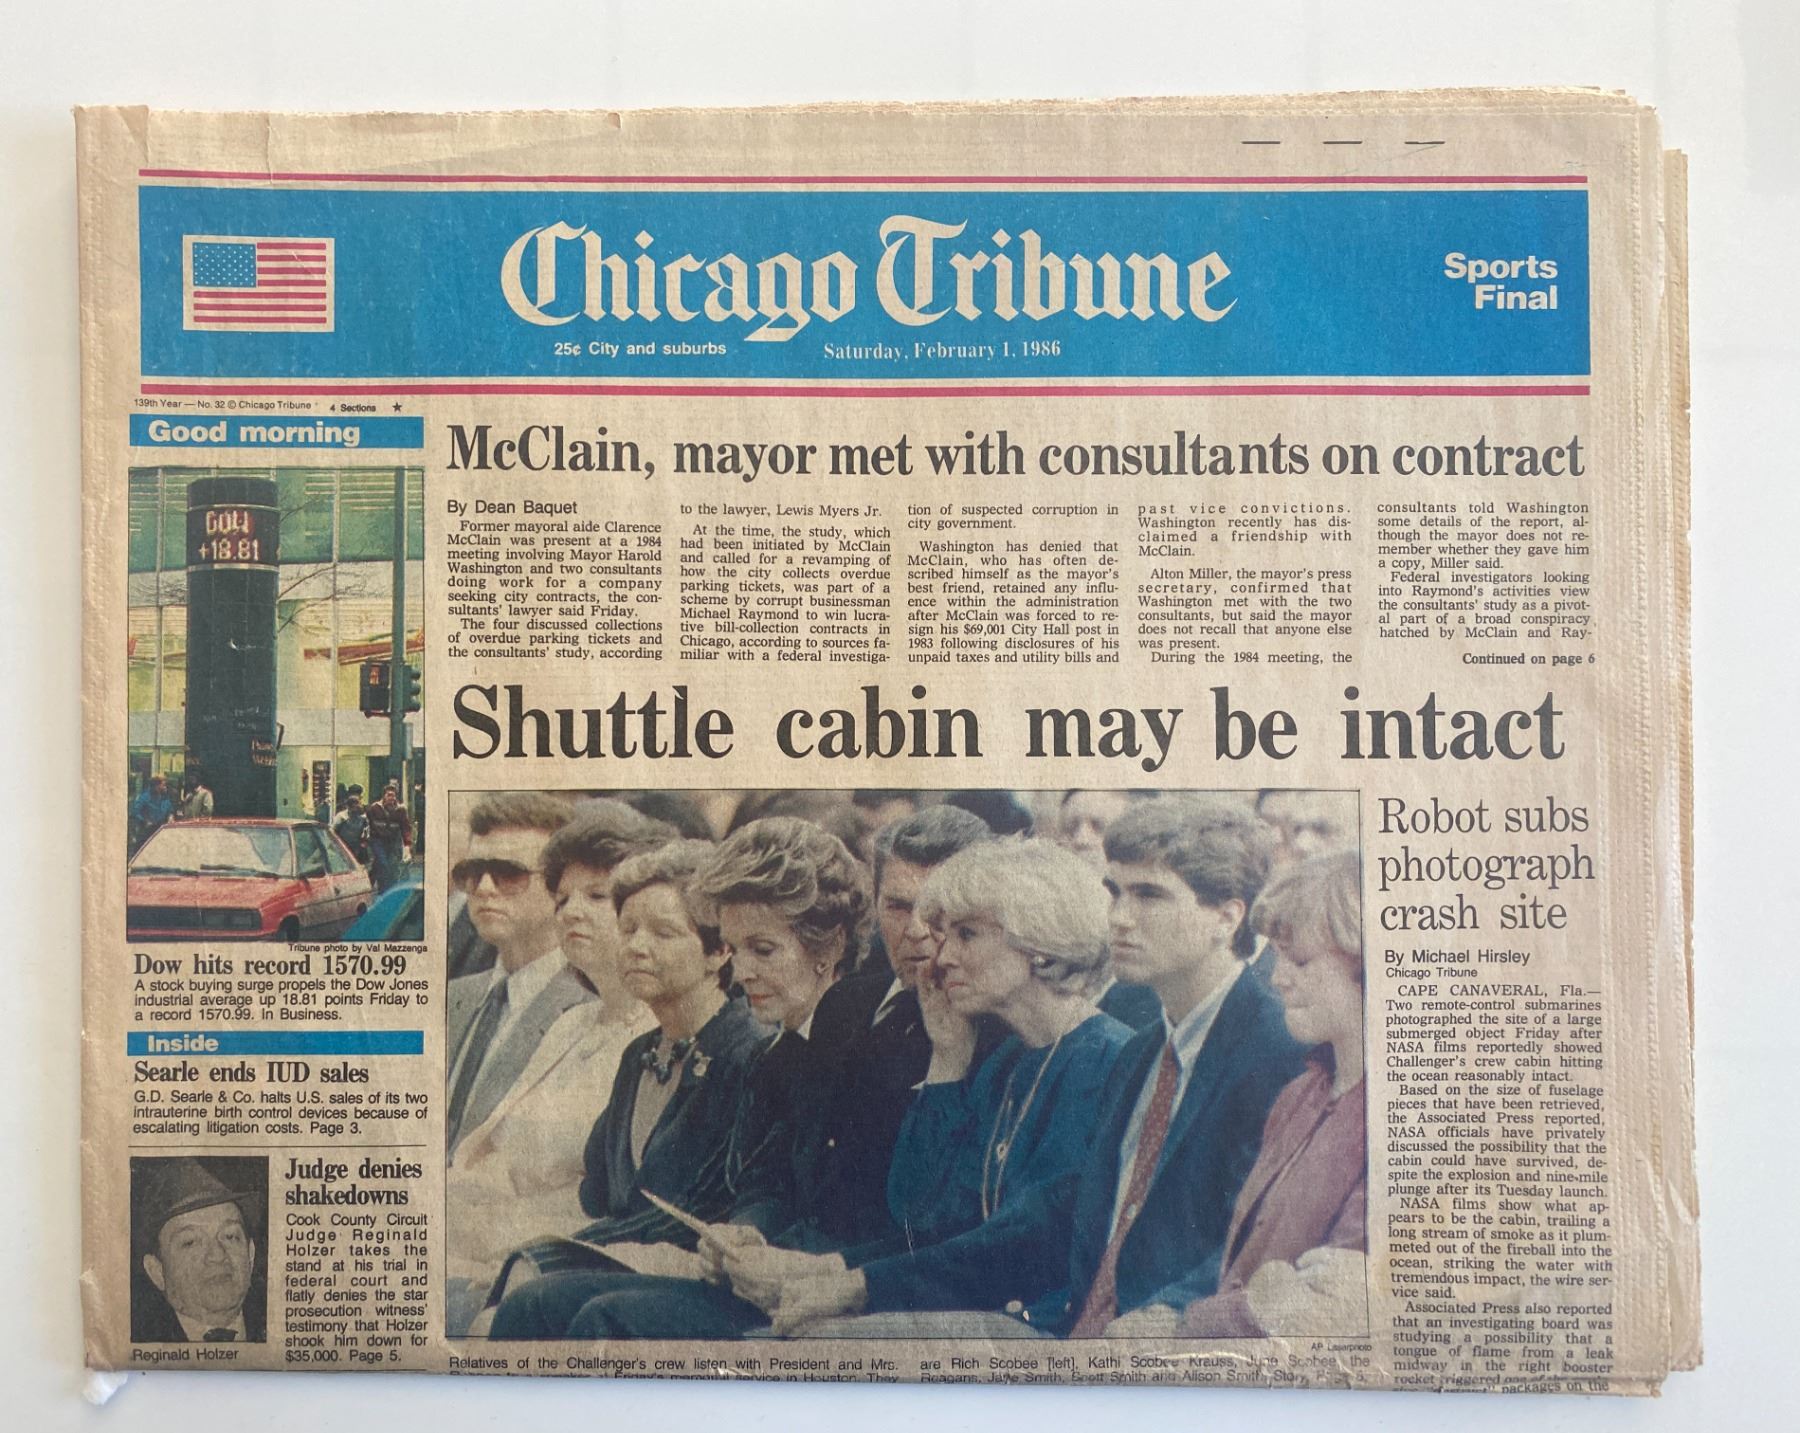 Chicago Tribune
Sports
Final
25¢ City and suburbs
Saturday, February 1, 1986
139th Year — No. 32 © Chicago Tribune
4 Sections ★
Good morning
+18.81
Tribune photo by Val Mazzenga
Dow hits record 1570.99
A stock buying surge propels the Dow Jones
industrial average up 18.81 points Friday to
a record 1570.99. In Business.
Inside
Searle ends IUD sales
G.D. Searle & Co. halts U.S. sales of its two
intrauterine birth control devices because of
escalating litigation costs. Page 3.
Judge denies
shakedowns
Cook County Circuit
Judge Reginald
Holzer takes the
stand at his trial in
federal court and
flatly denies the star
prosecution witness'
testimony that Holzer
shook him down for
$35,000. Page 5.
Reginald Holzer
McClain, mayor met with consultants on contract
By Dean Baquet
Former mayoral aide Clarence
McClain was present at a 1984
meeting involving Mayor Harold
Washington and two consultants
doing work for a company
seeking city contracts, the con-
sultants' lawyer said Friday.
The four discussed collections
of overdue parking tickets and
the consultants' study, according
to the lawyer, Lewis Myers Jr.
At the time, the study, which
had been initiated by McClain
and called for a revamping of
how the city collects overdue
parking tickets, was part of a
scheme by corrupt businessman
Michael Raymond to win lucra-
tive bill-collection contracts in
Chicago, according to sources fa-
miliar with a federal investiga-
tion of suspected corruption in
city government.
Washington has denied that
McClain, who has often de-
scribed himself as the mayor's
best friend, retained any influ-
ence within the administration
after McClain was forced to re-
sign his $69,001 City Hall post in
1983 following disclosures of his
unpaid taxes and utility bills and
past vice convictions.
Washington recently has dis-
claimed a friendship with
McClain.
Alton Miller, the mayor's press
secretary, confirmed that
Washington met with the two
consultants, but said the mayor
does not recall that anyone else
was present.
During the 1984 meeting, the
consultants told Washington
some details of the report, al-
though the mayor does not re-
member whether they gave him
a copy, Miller said.
Federal investigators looking
into Raymond's activities view
the consultants' study as a pivot-
al part of a broad conspiracy
hatched by McClain and Ray-
Continued on page 6
Shuttle cabin may be intact
AP Laserphoto
Relatives of the Challenger's crew listen with President and Mrs.
Friday's memorial service in Houston. They
are Rich Scobee [left], Kathi Scobee Krauss, June Scobee, the
Reagans, Jane Smith, Scott Smith and Alison Smith. Story, Page 5.
Robot subs
photograph
crash site
By Michael Hirsley
Chicago Tribune
CAPE CANAVERAL, Fla.—
Two remote-control submarines
photographed the site of a large
submerged object Friday after
NASA films reportedly showed
Challenger's crew cabin hitting
the ocean reasonably intact.
Based on the size of fuselage
pieces that have been retrieved,
the Associated Press reported,
NASA officials have privately
discussed the possibility that the
cabin could have survived, de-
spite the explosion and nine-mile
plunge after its Tuesday launch.
NASA films show what ap-
pears to be the cabin, trailing a
long stream of smoke as it plum-
meted out of the fireball into the
ocean, striking the water with
tremendous impact, the wire ser-
vice said.
Associated Press also reported
that an investigating board was
studying a possibility that a
tongue of flame from a leak
midway in the right booster
rocket triggered one of the
packages on the